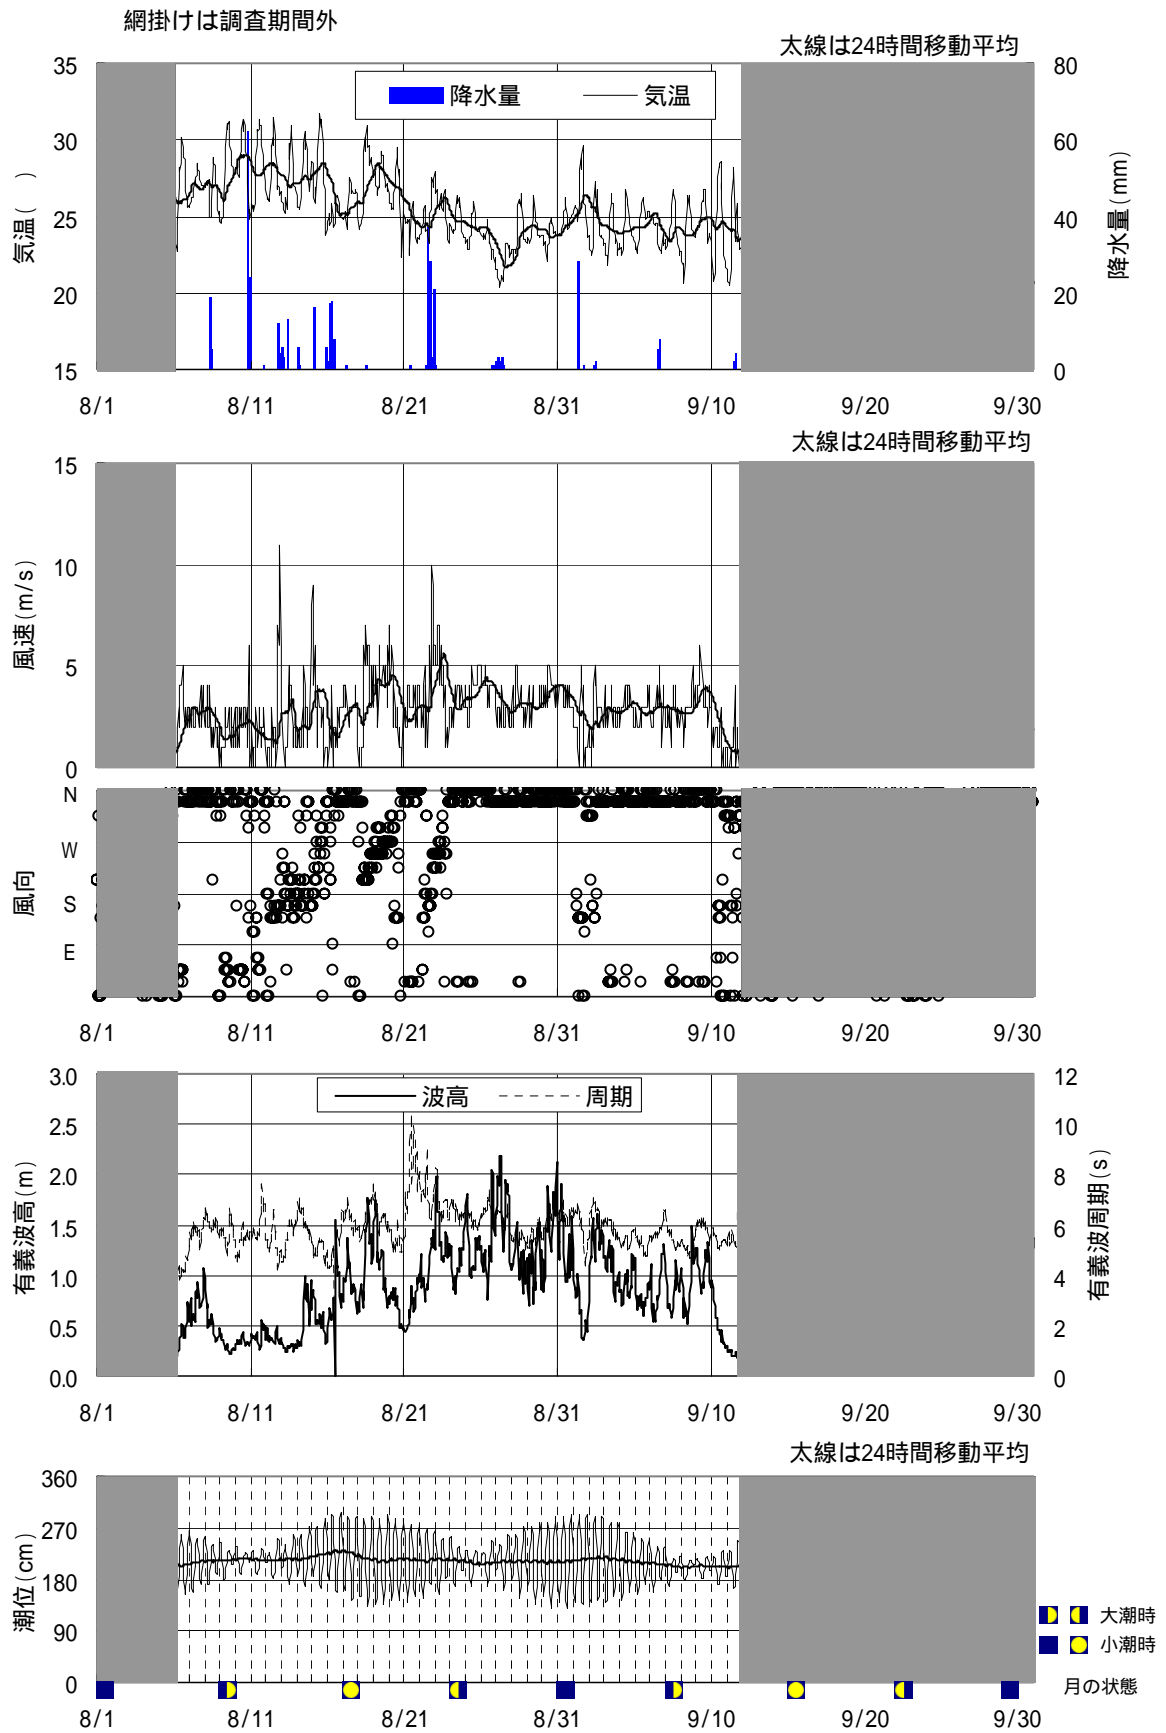 網掛けは調査期間外
太線は24時間移動平均
35 80
降水量 気温
30 60
25 40
20 20
15 0
気温( )
降水量(mm)
8/1 8/11 8/21 8/31 9/10 9/20 9/30
太線は24時間移動平均
15
10
5
0
風速(m/s)
N
W
S
E
風向
8/1 8/11 8/21 8/31 9/10 9/20 9/30
3.0 12
波高 周期
2.5 10
2.0 8
1.5 6
1.0 4
0.5 2
0.0 0
有義波高(m)
有義波周期(s)
8/1 8/11 8/21 8/31 9/10 9/20 9/30
太線は24時間移動平均
360
270
180
90
0
潮位(cm)
大潮時
小潮時
月の状態
8/1 8/11 8/21 8/31 9/10 9/20 9/30